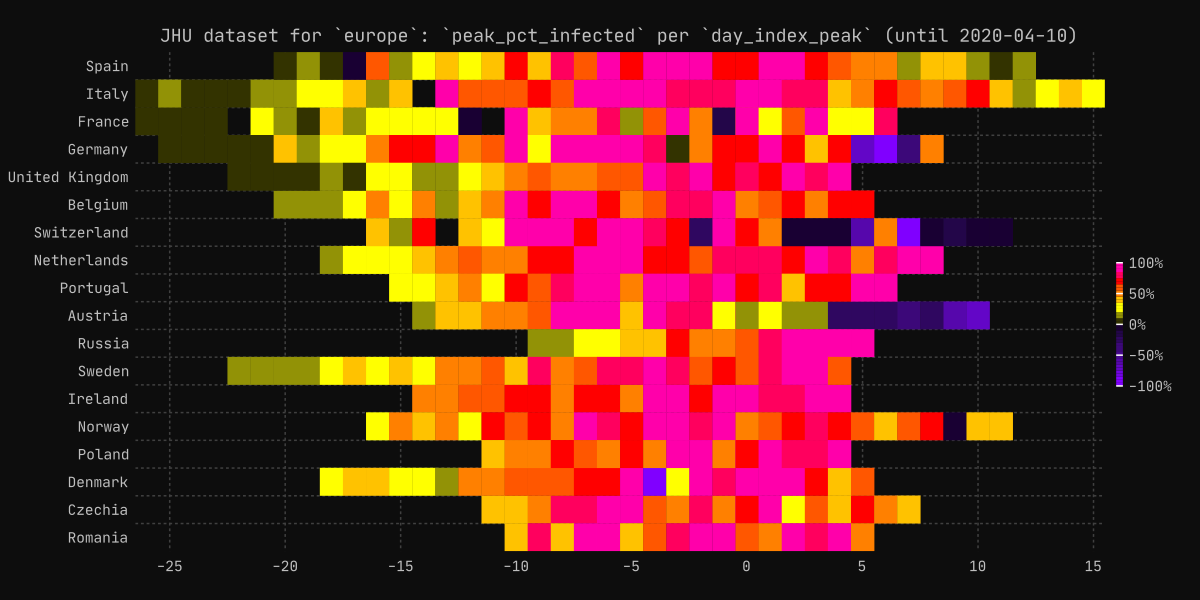 JHU dataset for `europe`: `peak_pct_infected` per `day_index_peak` (until 2020-04-10)
Spain
Italy
France
Germany
United Kingdom
Belgium
Switzerland
Netherlands
Portugal
Austria
Russia
Sweden
Ireland
Norway
Poland
Denmark
Czechia
Romania
-25 -20 -15 -10 -5 0 5 10 15
100%
50%
0%
-50%
-100%